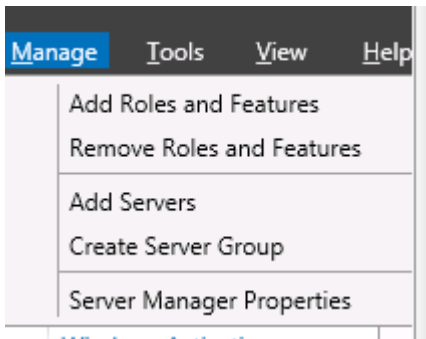 Manage Tools View Help
Add Roles and Features
Remove Roles and Features
Add Servers
Create Server Group
Server Manager Properties